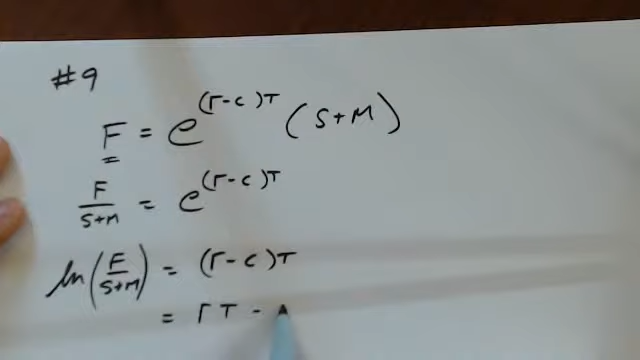 #9
F = e^{(r-c)T} (S+M)
F/(S+M) = e^{(r-c)T}
ln(F/(S+M)) = (r-c)T
= rT -